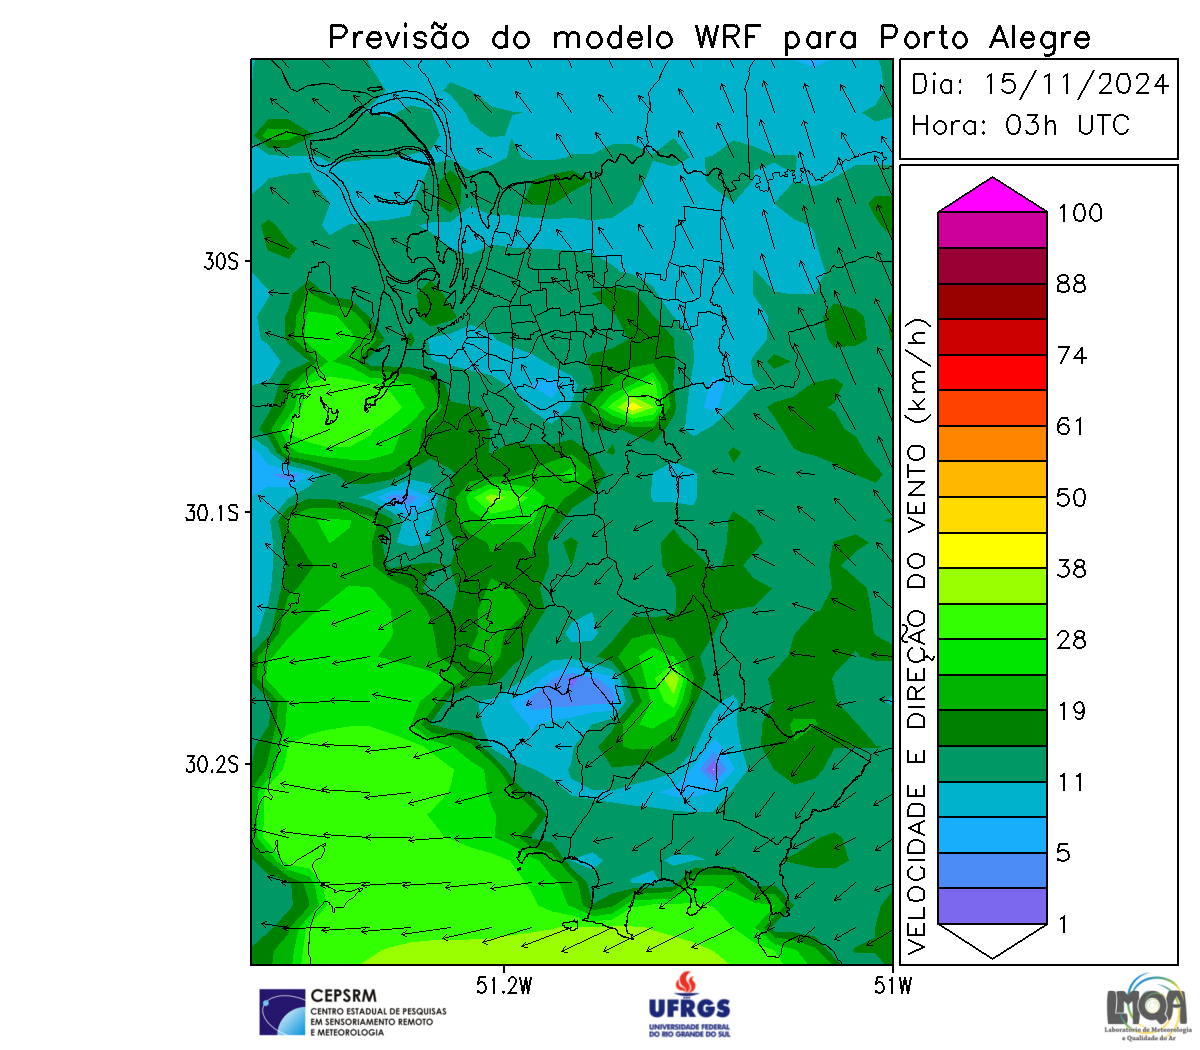 Previsão do modelo WRF para Porto Alegre
Dia: 15/11/2024
Hora: 03h UTC
100
88
74
61
50
38
28
19
11
5
1
VELOCIDADE E DIREÇÃO DO VENTO (km/h)
30S
30.1S
30.2S
51.2W
51W
CEPSRM
CENTRO ESTADUAL DE PESQUISAS
EM SENSORIAMENTO REMOTO
E METEOROLOGIA
UFRGS
UNIVERSIDADE FEDERAL
DO RIO GRANDE DO SUL
LMQA
Laboratório de Meteorologia
e Qualidade do Ar